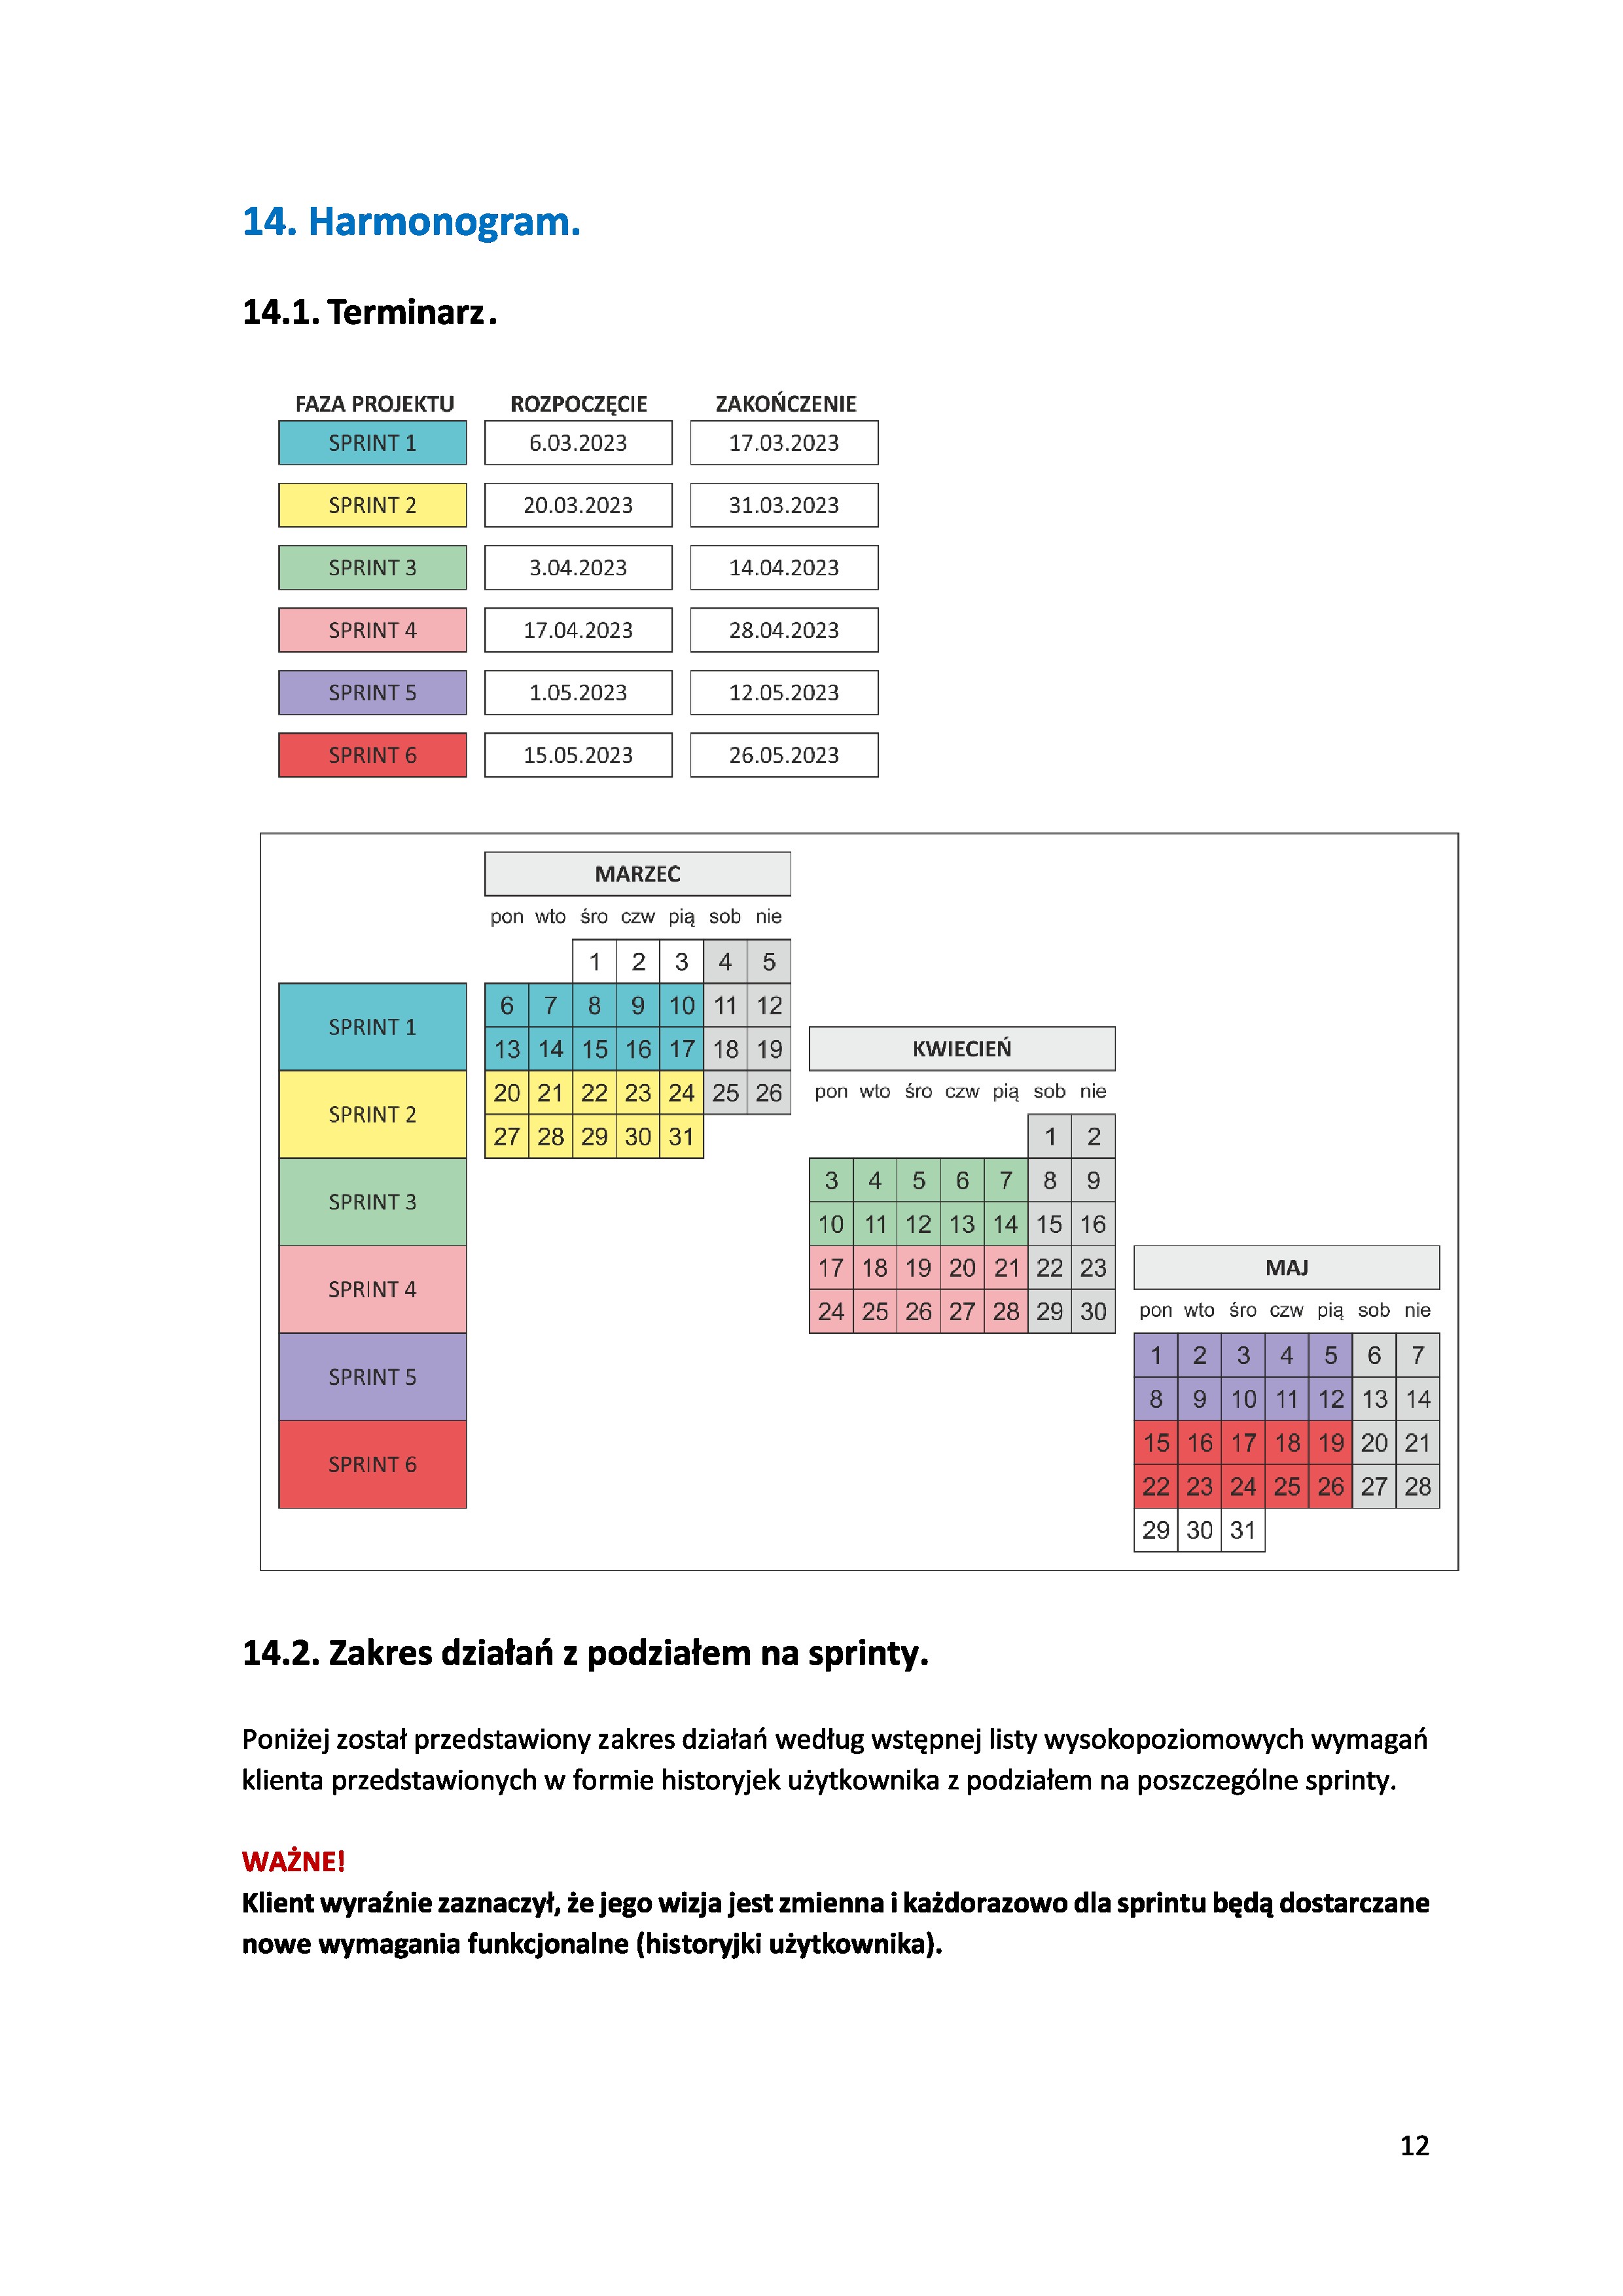 14. Harmonogram.
14.1. Terminarz.
FAZA PROJEKTU ROZPOCZĘCIE ZAKOŃCZENIE
SPRINT 1 6.03.2023 17.03.2023
SPRINT 2 20.03.2023 31.03.2023
SPRINT 3 3.04.2023 14.04.2023
SPRINT 4 17.04.2023 28.04.2023
SPRINT 5 1.05.2023 12.05.2023
SPRINT 6 15.05.2023 26.05.2023
MARZEC
pon wto śro czw pią sob nie
1 2 3 4 5
SPRINT 1
6 7 8 9 10 11 12
13 14 15 16 17 18 19
SPRINT 2
20 21 22 23 24 25 26
27 28 29 30 31
KWIECIEŃ
pon wto śro czw pią sob nie
1 2
SPRINT 3
3 4 5 6 7 8 9
10 11 12 13 14 15 16
SPRINT 4
17 18 19 20 21 22 23
24 25 26 27 28 29 30
MAJ
pon wto śro czw pią sob nie
SPRINT 5
1 2 3 4 5 6 7
8 9 10 11 12 13 14
SPRINT 6
15 16 17 18 19 20 21
22 23 24 25 26 27 28
29 30 31
14.2. Zakres działań z podziałem na sprinty.
Poniżej został przedstawiony zakres działań według wstępnej listy wysokopoziomowych wymagań
klienta przedstawionych w formie historyjek użytkownika z podziałem na poszczególne sprinty.
WAŻNE!
Klient wyraźnie zaznaczył, że jego wizja jest zmienna i każdorazowo dla sprintu będą dostarczane
nowe wymagania funkcjonalne (historyjki użytkownika).
12